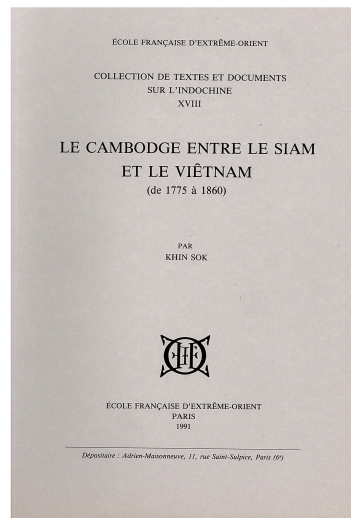 ÉCOLE FRANÇAISE D'EXTRÊME-ORIENT
COLLECTION DE TEXTES ET DOCUMENTS
SUR L'INDOCHINE
XVIII
LE CAMBODGE ENTRE LE SIAM
ET LE VIÊTNAM
(de 1775 à 1860)
PAR
KHIN SOK
ÉCOLE FRANÇAISE D'EXTRÊME-ORIENT
PARIS
1991
Dépositaire : Adrien-Maisonneuve, 11, rue Saint-Sulpice, Paris (6e)